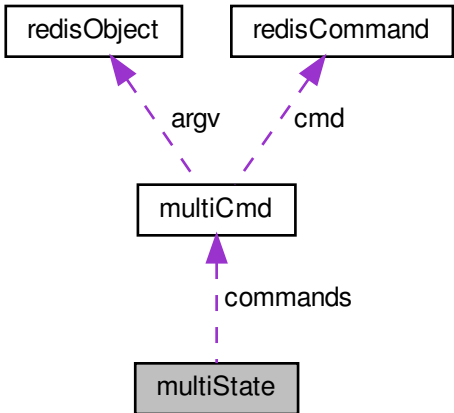 redisObject
redisCommand
argv
cmd
multiCmd
commands
multiState